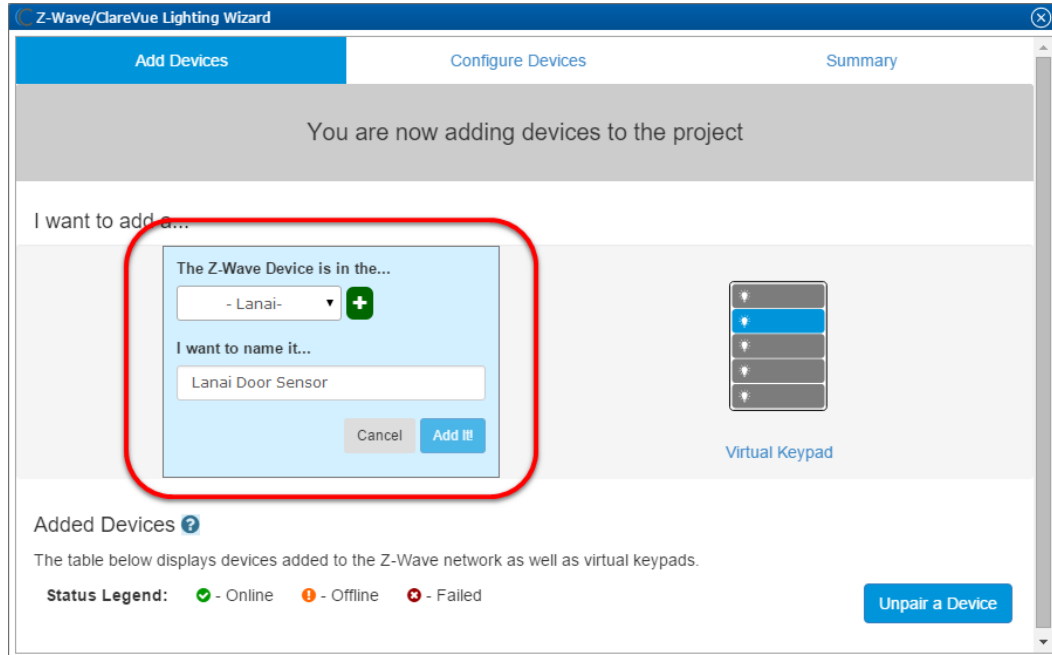 Z-Wave/ClareVue Lighting Wizard
Add Devices
Configure Devices
Summary
You are now adding devices to the project
I want to add a...
The Z-Wave Device is in the...
- Lanai-
I want to name it...
Lanai Door Sensor
Cancel
Add It!
Virtual Keypad
Added Devices
The table below displays devices added to the Z-Wave network as well as virtual keypads.
Status Legend: - Online - Offline - Failed
Unpair a Device